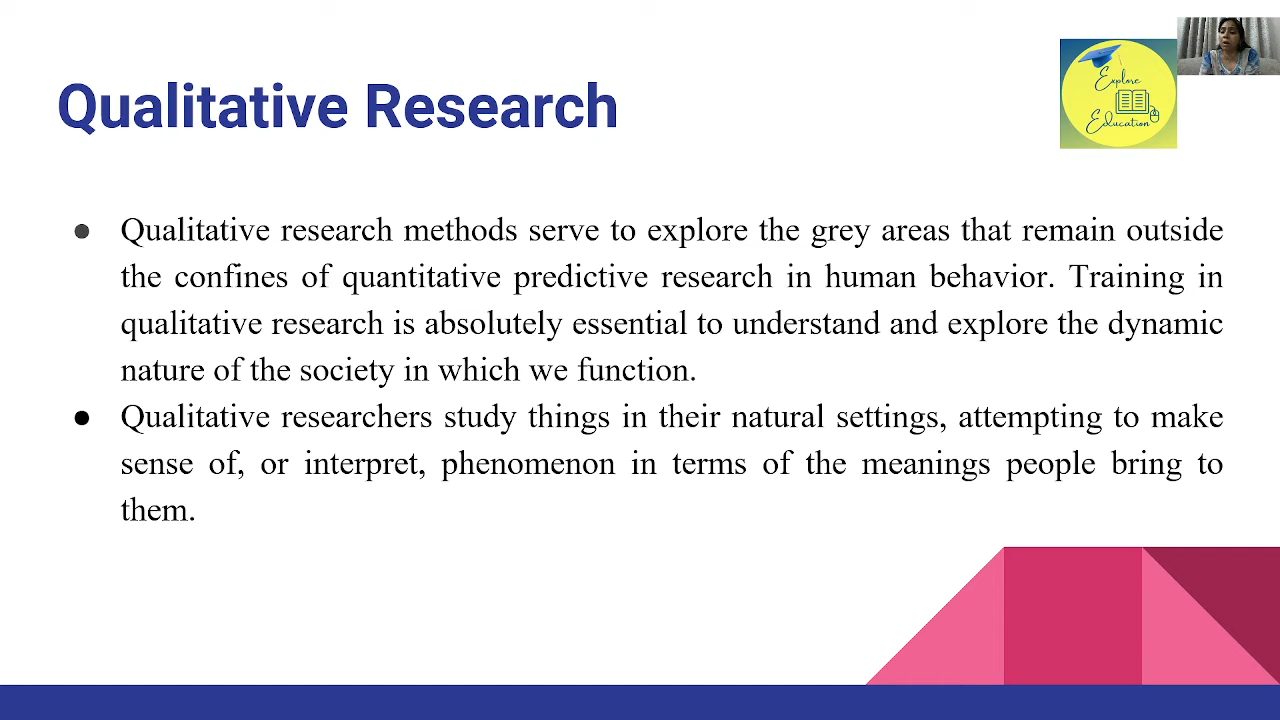 Qualitative Research
Explore
Education
● Qualitative research methods serve to explore the grey areas that remain outside
the confines of quantitative predictive research in human behavior. Training in
qualitative research is absolutely essential to understand and explore the dynamic
nature of the society in which we function.
● Qualitative researchers study things in their natural settings, attempting to make
sense of, or interpret, phenomenon in terms of the meanings people bring to
them.